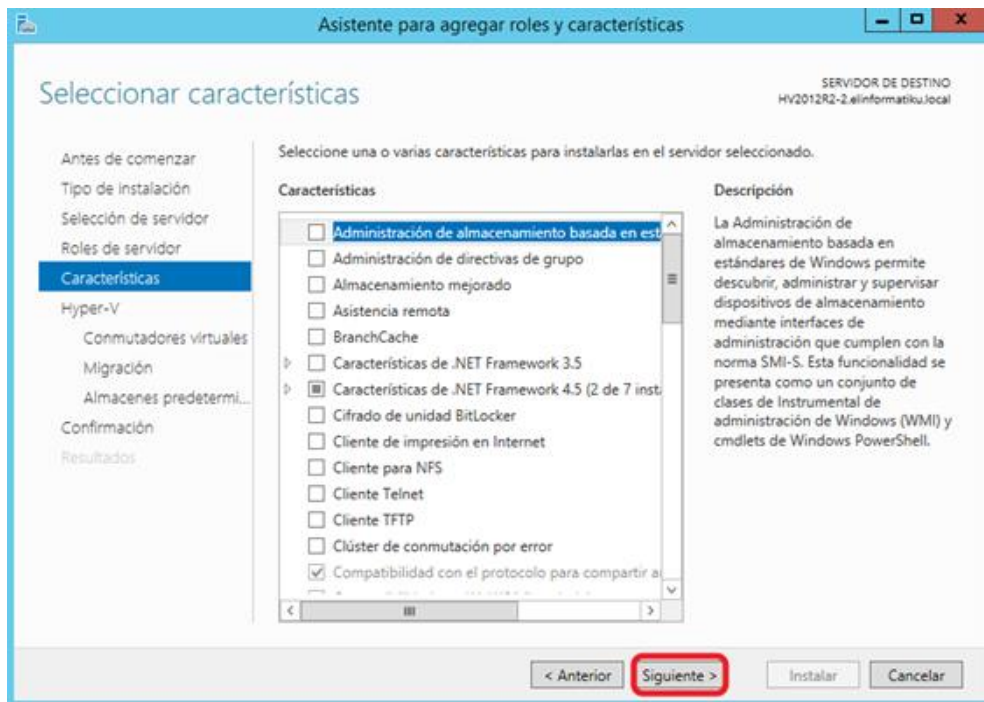 Asistente para agregar roles y características
Seleccionar características
SERVIDOR DE DESTINO
HV2012R2-2.elinformatiku.local
Antes de comenzar
Tipo de instalación
Selección de servidor
Roles de servidor
Características
Hyper-V
Conmutadores virtuales
Migración
Almacenes predetermi...
Confirmación
Resultados
Seleccione una o varias características para instalarlas en el servidor seleccionado.
Características
Administración de almacenamiento basada en est
Administración de directivas de grupo
Almacenamiento mejorado
Asistencia remota
BranchCache
Características de .NET Framework 3.5
Características de .NET Framework 4.5 (2 de 7 inst
Cifrado de unidad BitLocker
Cliente de impresión en Internet
Cliente para NFS
Cliente Telnet
Cliente TFTP
Clúster de conmutación por error
Compatibilidad con el protocolo para compartir a
Descripción
La Administración de
almacenamiento basada en
estándares de Windows permite
descubrir, administrar y supervisar
dispositivos de almacenamiento
mediante interfaces de
administración que cumplen con la
norma SMI-S. Esta funcionalidad se
presenta como un conjunto de
clases de Instrumental de
administración de Windows (WMI) y
cmdlets de Windows PowerShell.
< Anterior
Siguiente >
Instalar
Cancelar